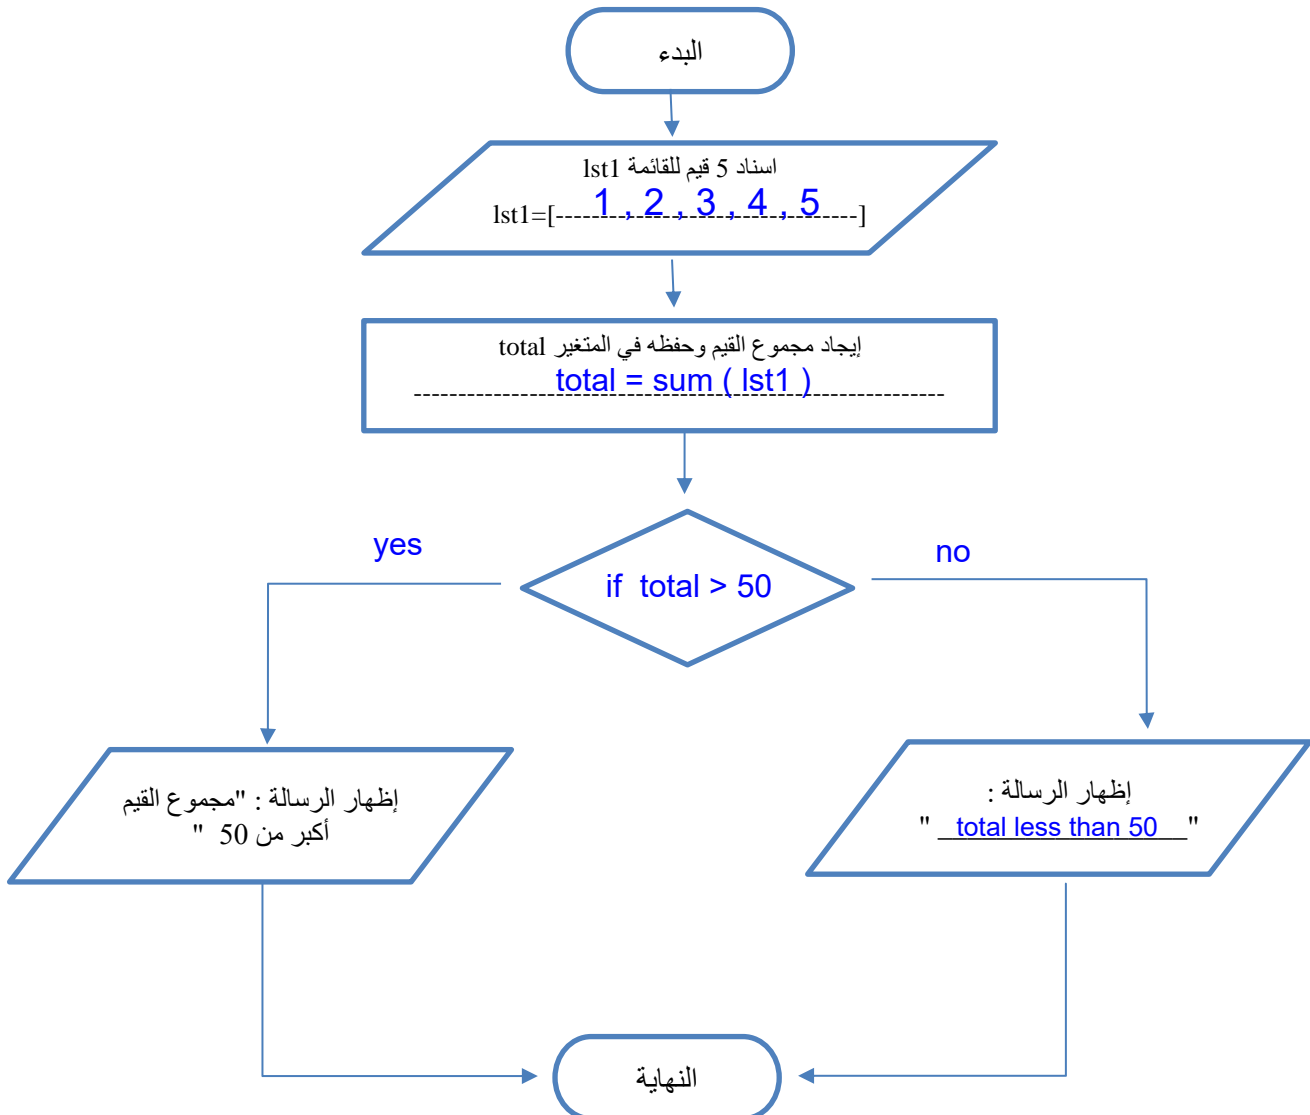 البدء
اسناد 5 قيم للقائمة lst1
lst1=[----------------------------------]
1 , 2 , 3 , 4 , 5
إيجاد مجموع القيم وحفظه في المتغير total
total = sum ( lst1 )
------------------------------------------------------------
yes
no
if total > 50
إظهار الرسالة : "مجموع القيم
أكبر من 50 "
إظهار الرسالة :
" total less than 50 "
النهاية